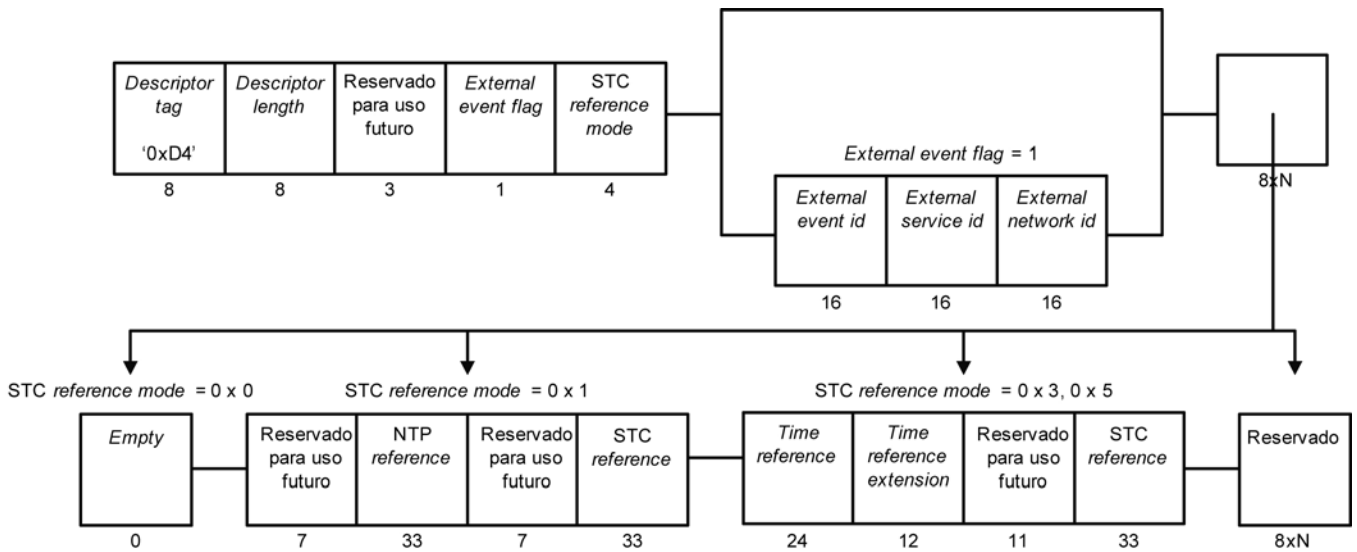 Descriptor tag
'0xD4'
8
Descriptor length
8
Reservado para uso futuro
3
External event flag
1
STC reference mode
4
External event flag = 1
External event id
16
External service id
16
External network id
16
8xN
STC reference mode = 0 x 0
Empty
0
STC reference mode = 0 x 1
Reservado para uso futuro
7
NTP reference
33
Reservado para uso futuro
7
STC reference
33
STC reference mode = 0 x 3, 0 x 5
Time reference
24
Time reference extension
12
Reservado para uso futuro
11
STC reference
33
Reservado
8xN